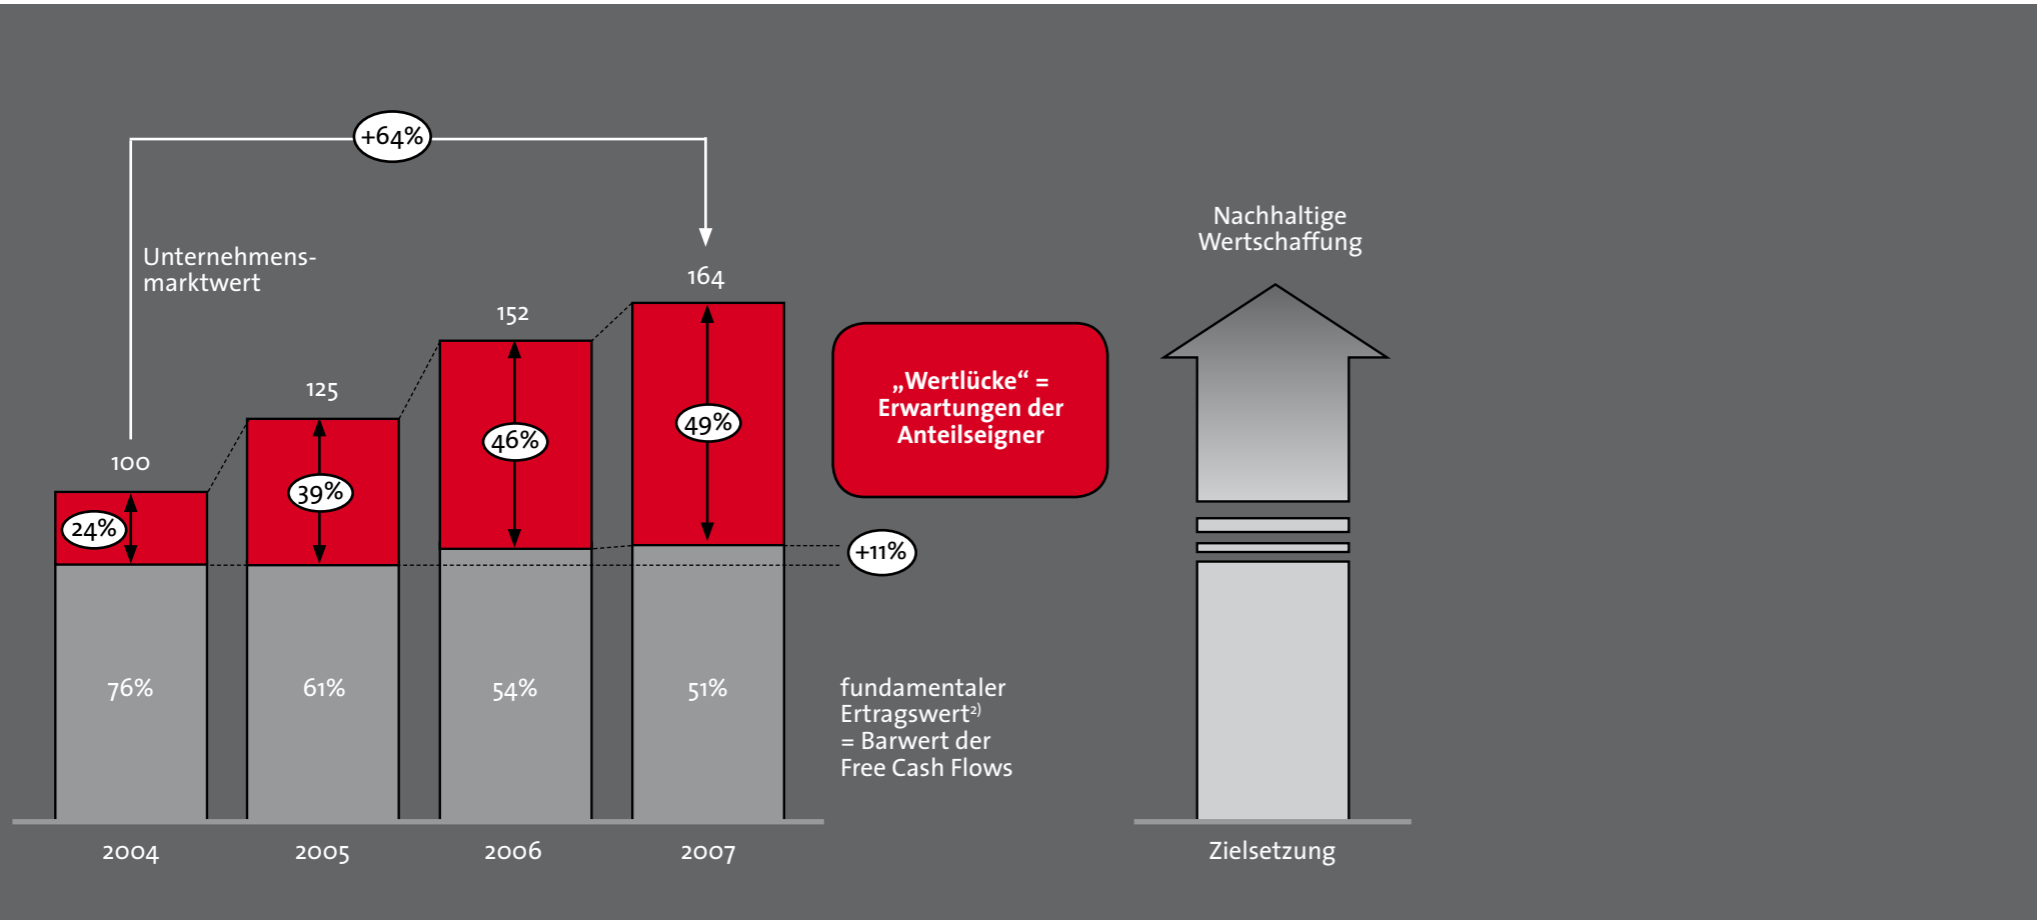 +64%
Unternehmens-
marktwert
100
125
152
164
24%
39%
46%
49%
76%
61%
54%
51%
„Wertlücke“ =
Erwartungen der
Anteilseigner
+11%
fundamentaler
Ertragswert²⁾
= Barwert der
Free Cash Flows
2004
2005
2006
2007
Nachhaltige
Wertschaffung
Zielsetzung